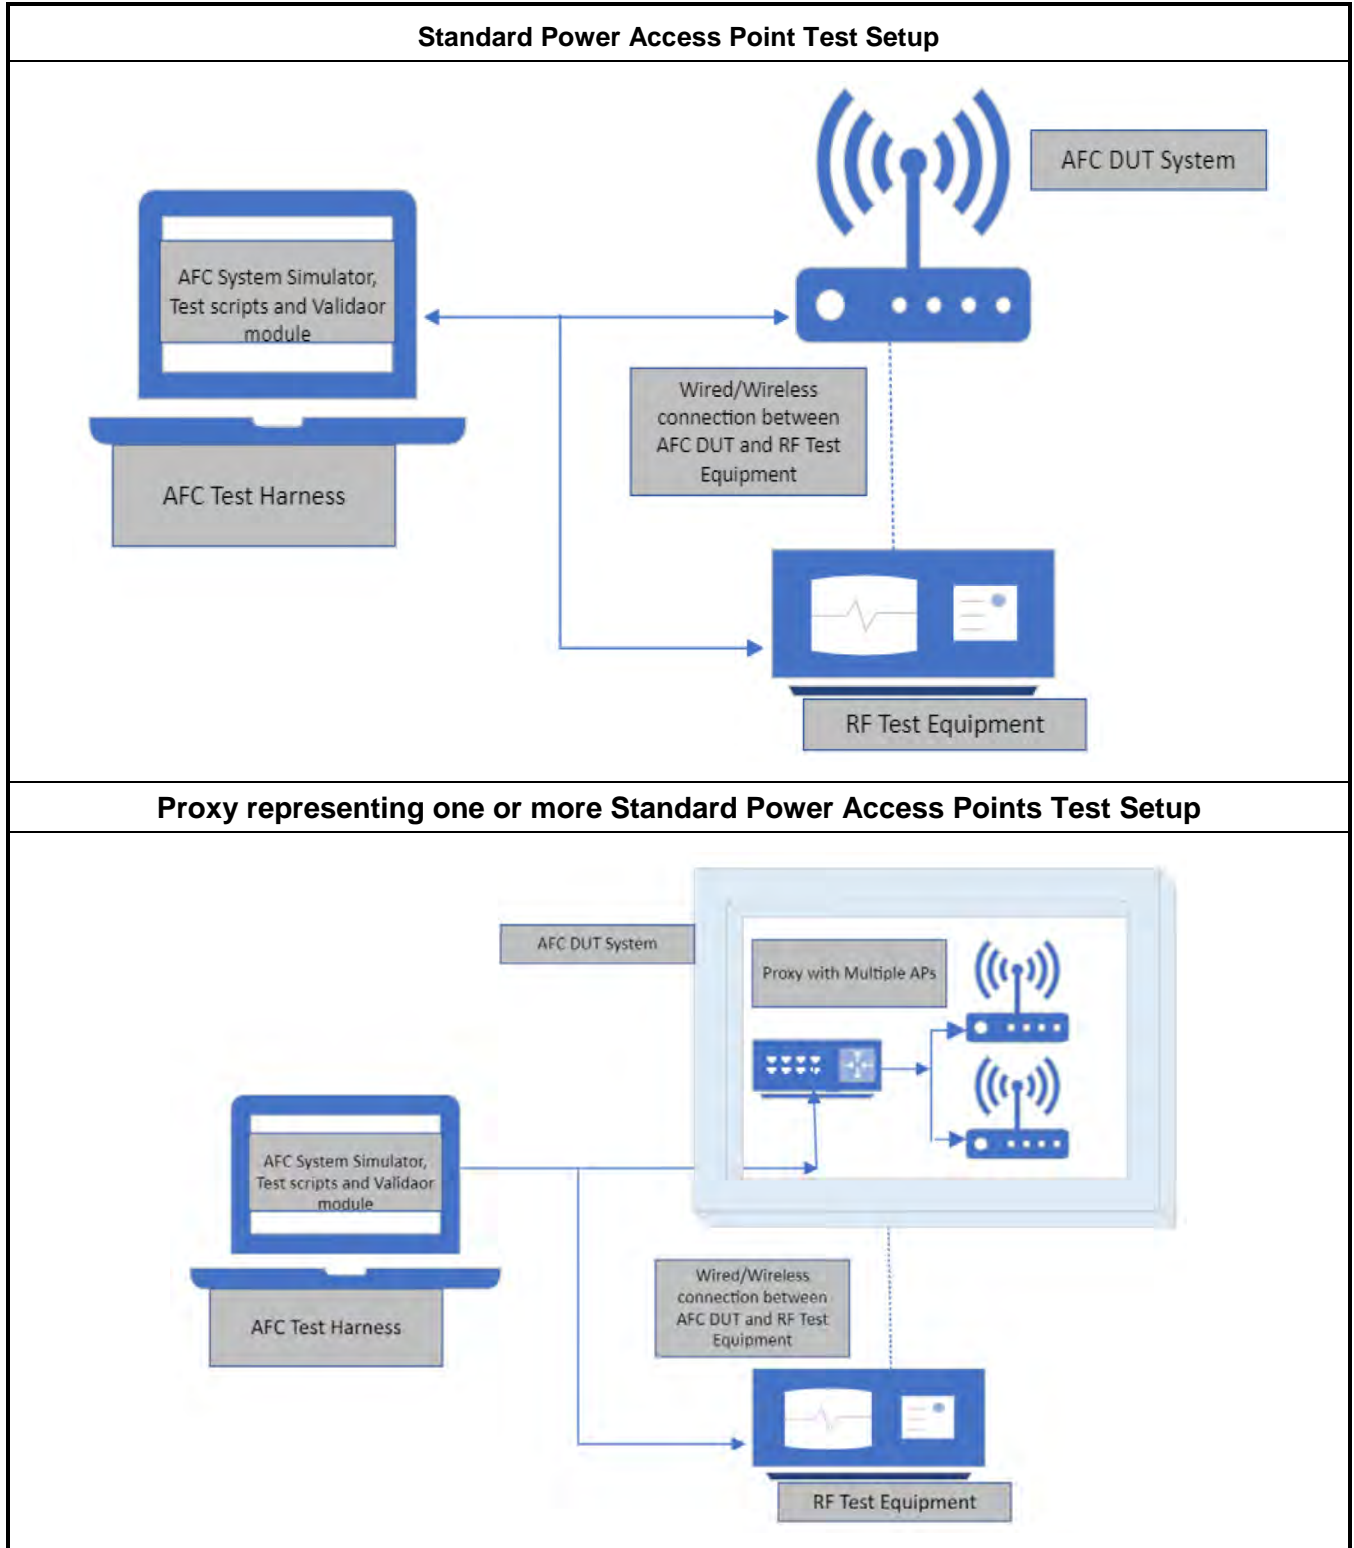 Standard Power Access Point Test Setup
AFC DUT System
AFC System Simulator,
Test scripts and Validaor
module
Wired/Wireless
connection between
AFC DUT and RF Test
Equipment
AFC Test Harness
RF Test Equipment
Proxy representing one or more Standard Power Access Points Test Setup
AFC DUT System
Proxy with Multiple APs
AFC System Simulator,
Test scripts and Validaor
module
Wired/Wireless
connection between
AFC DUT and RF Test
Equipment
AFC Test Harness
RF Test Equipment